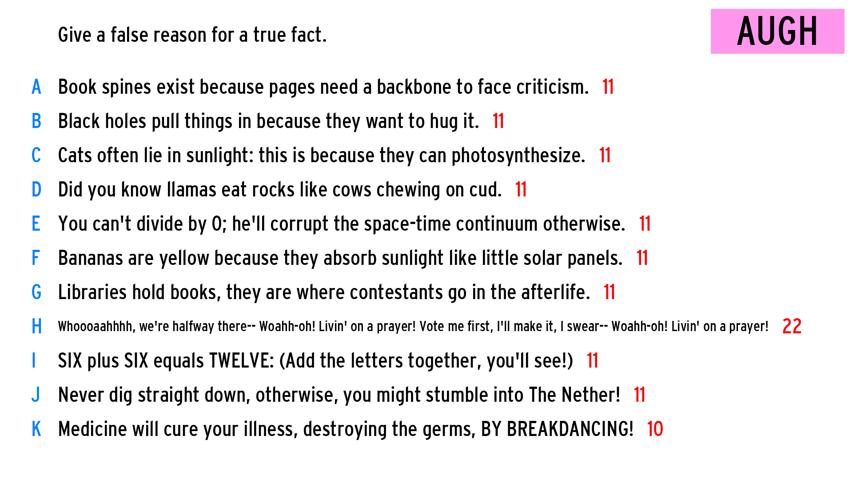 Give a false reason for a true fact.
AUGH
A Book spines exist because pages need a backbone to face criticism. 11
B Black holes pull things in because they want to hug it. 11
C Cats often lie in sunlight: this is because they can photosynthesize. 11
D Did you know llamas eat rocks like cows chewing on cud. 11
E You can't divide by 0; he'll corrupt the space-time continuum otherwise. 11
F Bananas are yellow because they absorb sunlight like little solar panels. 11
G Libraries hold books, they are where contestants go in the afterlife. 11
H Whoooaahhhh, we're halfway there-- Woahh-oh! Livin' on a prayer! Vote me first, I'll make it, I swear-- Woahh-oh! Livin' on a prayer! 22
I SIX plus SIX equals TWELVE: (Add the letters together, you'll see!) 11
J Never dig straight down, otherwise, you might stumble into The Nether! 11
K Medicine will cure your illness, destroying the germs, BY BREAKDANCING! 10